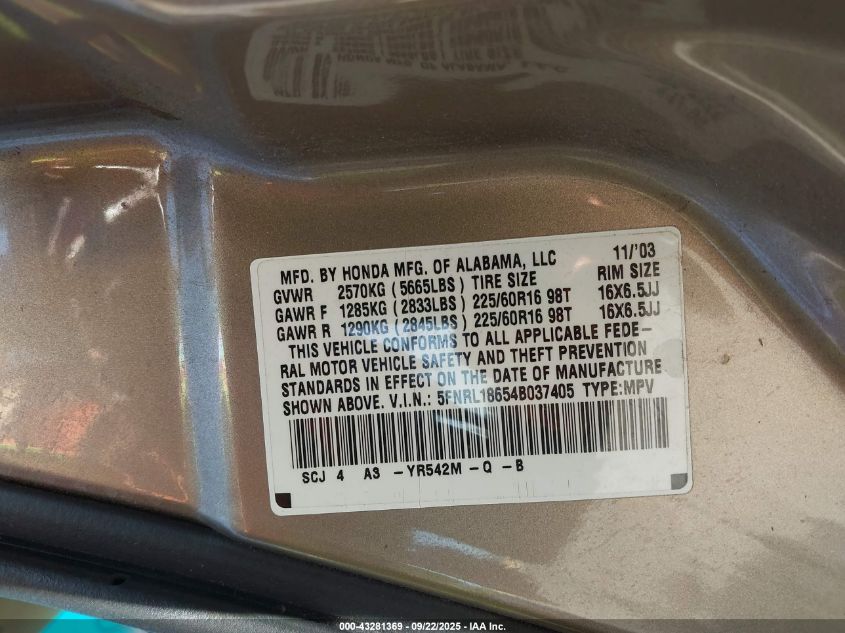 MFD. BY HONDA MFG. OF ALABAMA, LLC 11/'03
GVWR 2570KG (5665LBS) TIRE SIZE RIM SIZE
GAWR F 1285KG (2833LBS) 225/60R16 98T 16X6.5JJ
GAWR R 1290KG (2845LBS) 225/60R16 98T 16X6.5JJ
THIS VEHICLE CONFORMS TO ALL APPLICABLE FEDE-
RAL MOTOR VEHICLE SAFETY AND THEFT PREVENTION
STANDARDS IN EFFECT ON THE DATE OF MANUFACTURE
SHOWN ABOVE. V.I.N.: 5FNRL18654B037405 TYPE:MPV
SCJ 4 A3 -YR542M -Q -B
000-43281369 - 09/22/2025 - IAA Inc.